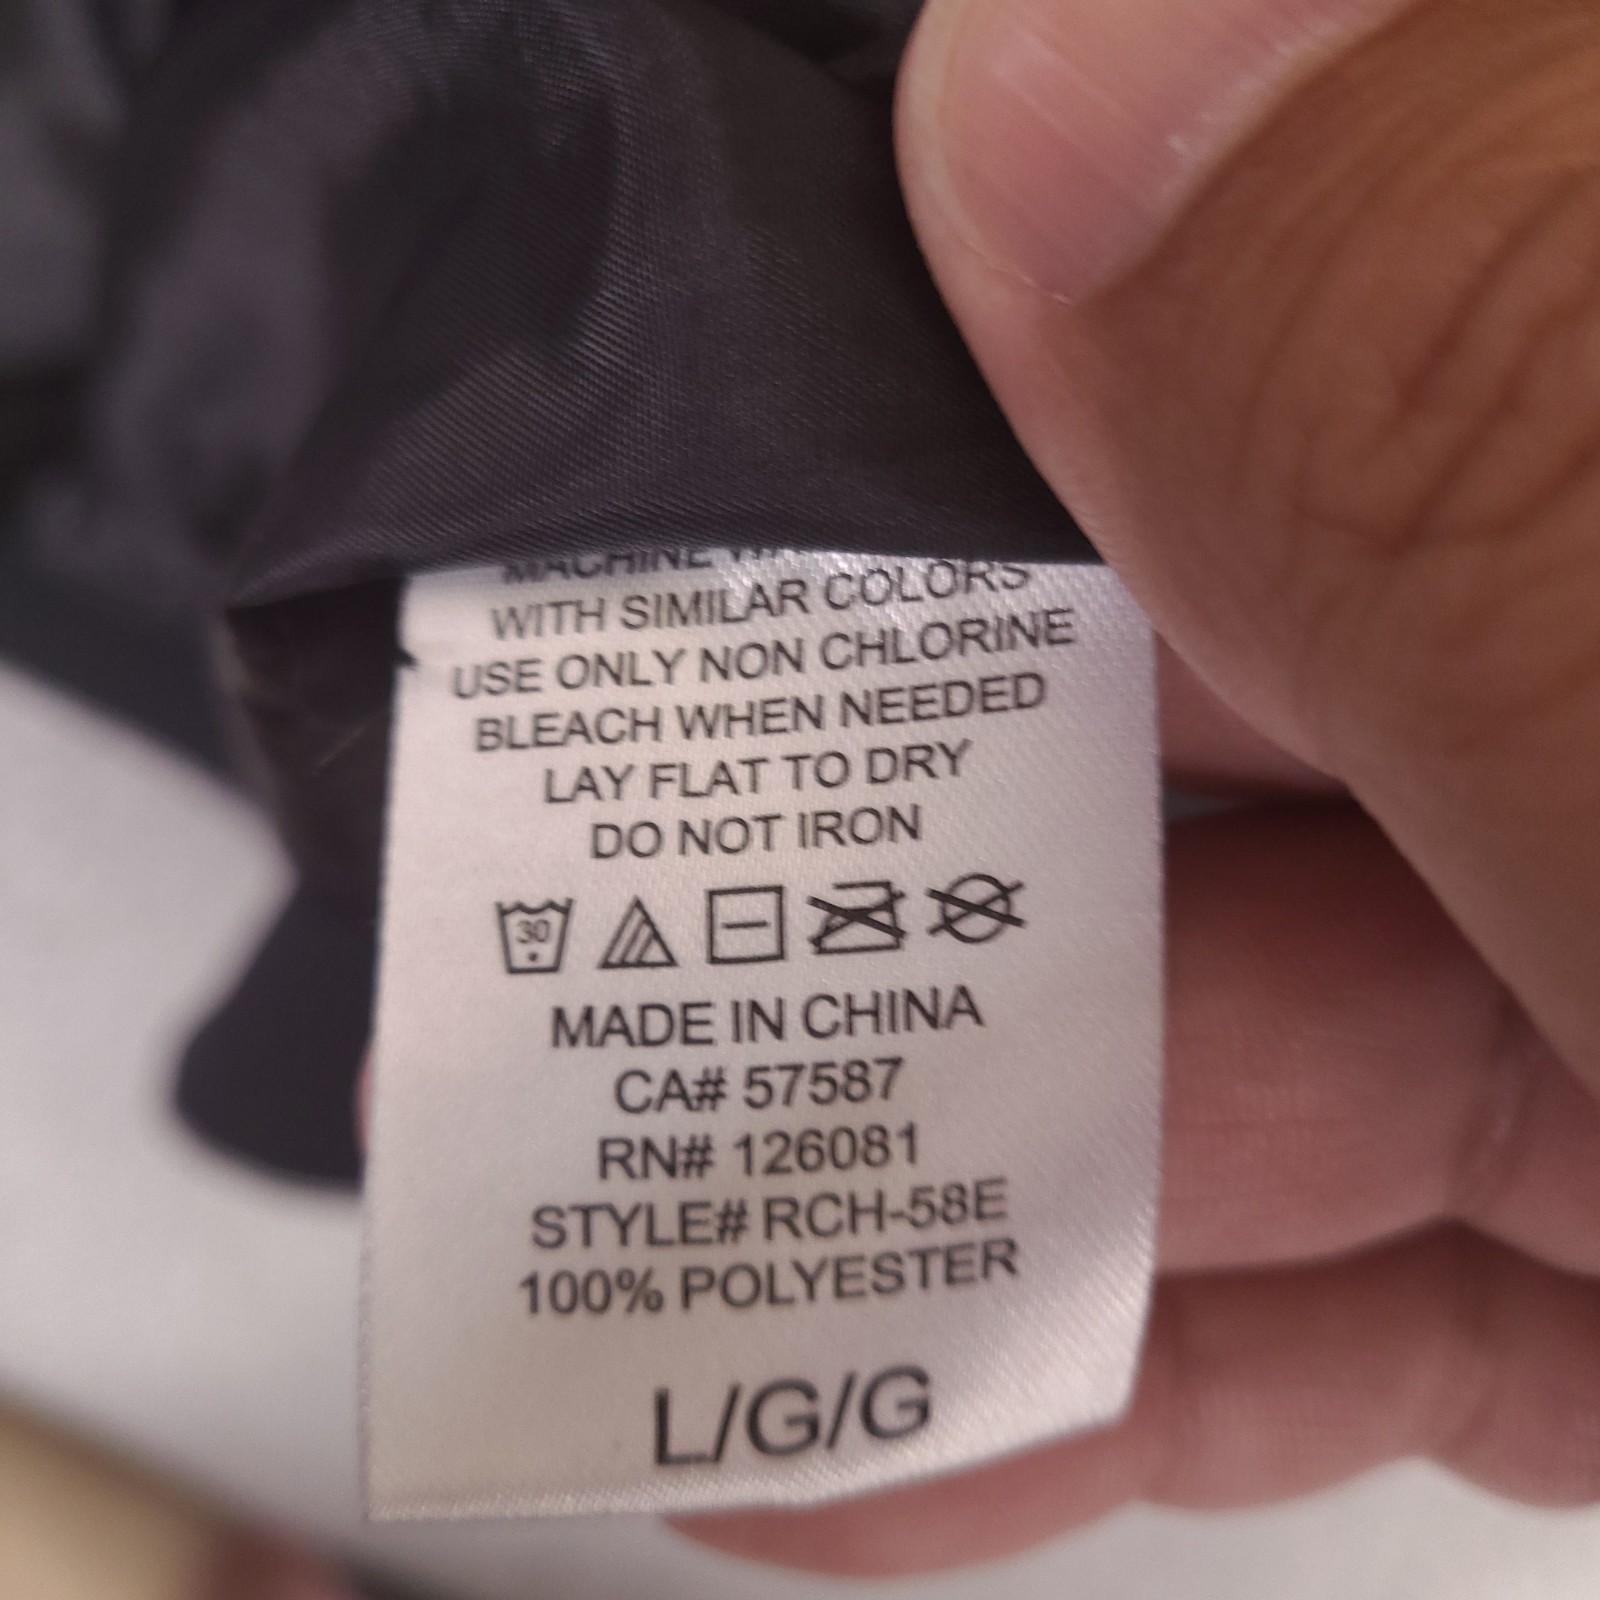 MACHINE
WITH SIMILAR COLORS
USE ONLY NON CHLORINE
BLEACH WHEN NEEDED
LAY FLAT TO DRY
DO NOT IRON
30
MADE IN CHINA
CA# 57587
RN# 126081
STYLE# RCH-58E
100% POLYESTER
L/G/G